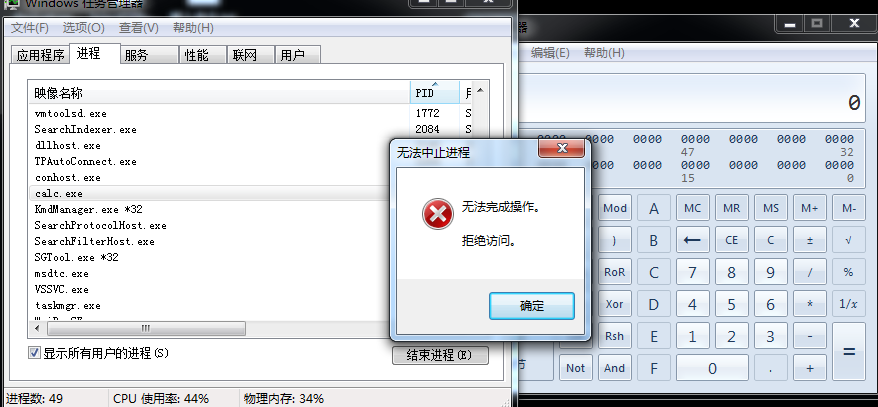 Windows 任务管理器
文件(F) 选项(O) 查看(V) 帮助(H)
应用程序 进程 服务 性能 联网 用户
映像名称 PID
vmtoolsd.exe 1772 S
SearchIndexer.exe 2084 S
dllhost.exe
TPAutoConnect.exe
conhost.exe
calc.exe
KmdManager.exe *32
SearchProtocolHost.exe
SearchFilterHost.exe
SGTool.exe *32
msdtc.exe
VSSVC.exe
taskmgr.exe
显示所有用户的进程(S)
结束进程(E)
进程数: 49 CPU 使用率: 44% 物理内存: 34%
无法中止进程
无法完成操作。
拒绝访问。
确定
器
编辑(E) 帮助(H)
0
0000 0000 0000 0000 0000
47 32
0000 0000 0000 0000
15 0
Mod A MC MR MS M+ M-
) B ← CE C ± √
RoR C 7 8 9 / %
Xor D 4 5 6 * 1/x
Rsh E 1 2 3 - =
节 Not And F 0 . +